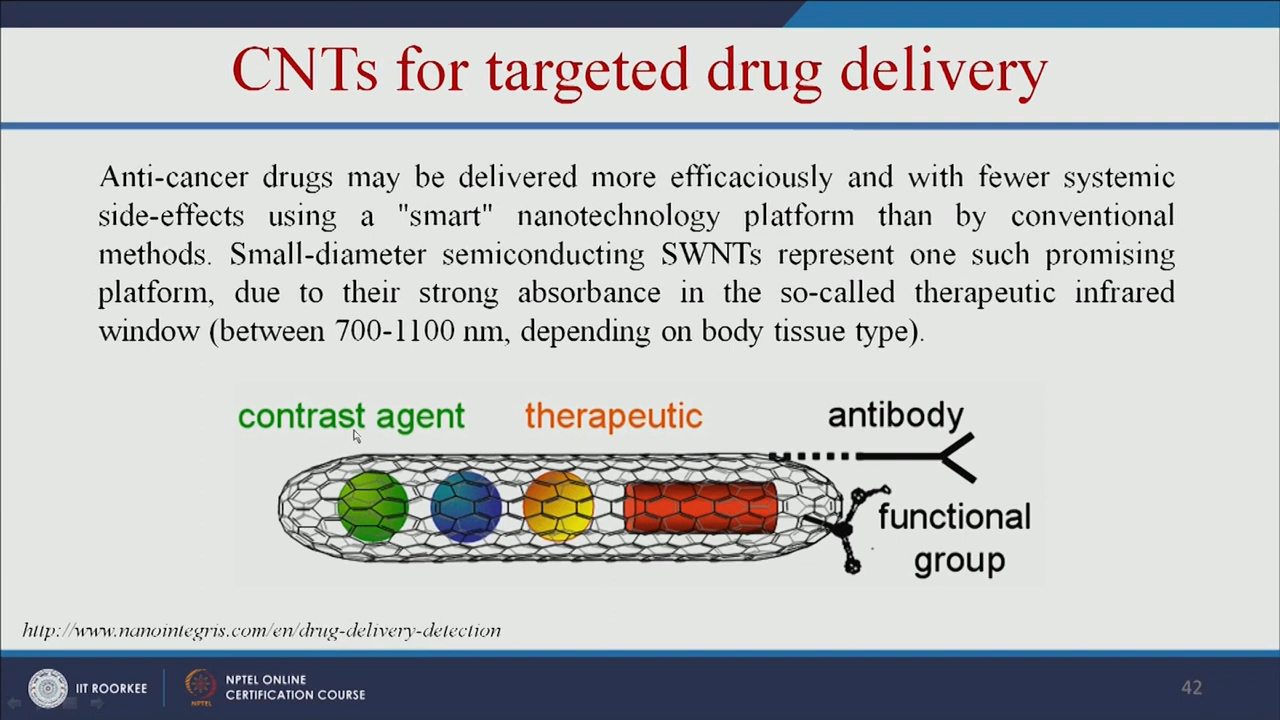 CNTs for targeted drug delivery
Anti-cancer drugs may be delivered more efficaciously and with fewer systemic
side-effects using a "smart" nanotechnology platform than by conventional
methods. Small-diameter semiconducting SWNTs represent one such promising
platform, due to their strong absorbance in the so-called therapeutic infrared
window (between 700-1100 nm, depending on body tissue type).
contrast agent therapeutic antibody
functional
group
http://www.nanointegris.com/en/drug-delivery-detection
IIT ROORKEE
NPTEL
NPTEL ONLINE
CERTIFICATION COURSE
42